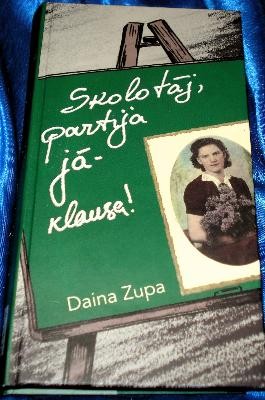 Skolotāj,
partija
jā-
klausa!
Daina Zupa